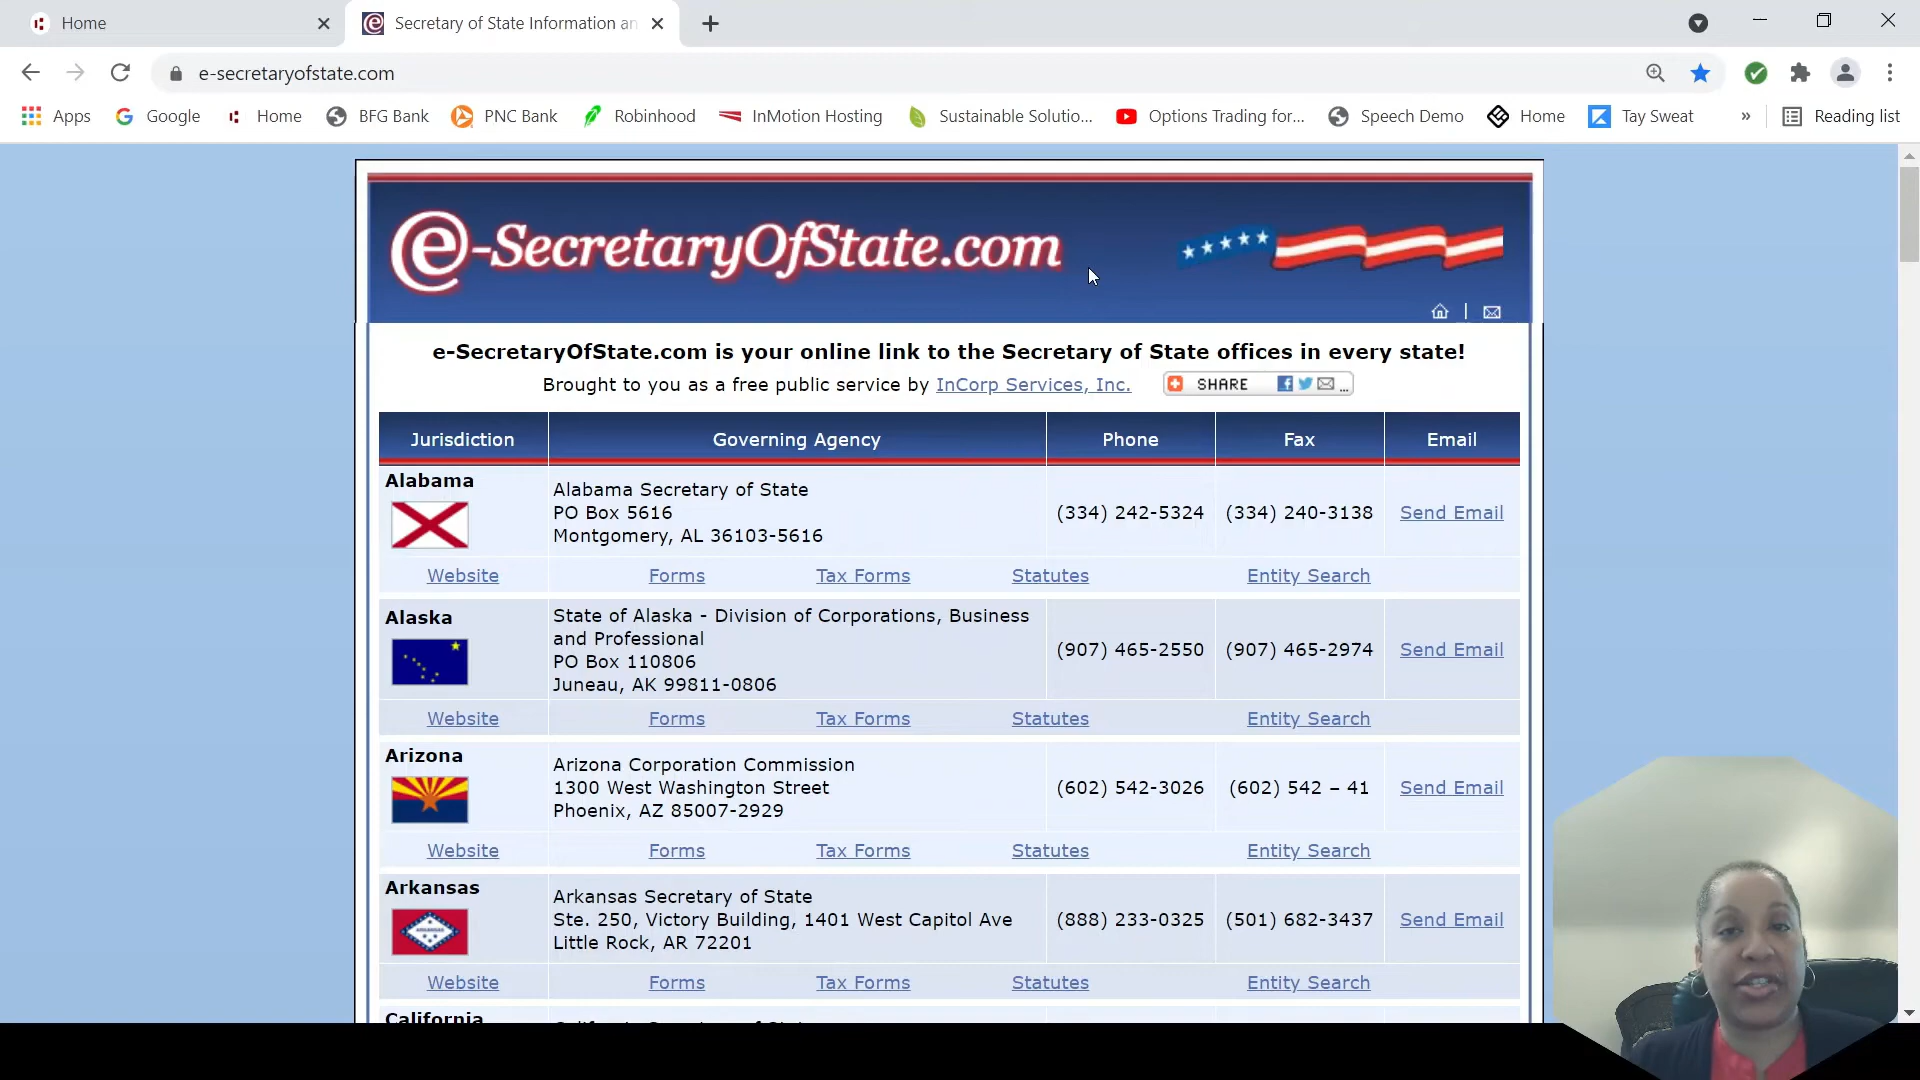 Home
Secretary of State Information an
e-secretaryofstate.com
Apps
Google
Home
BFG Bank
PNC Bank
Robinhood
InMotion Hosting
Sustainable Solutio...
Options Trading for...
Speech Demo
Home
Tay Sweat
»
Reading list
e-SecretaryOfState.com
e-SecretaryOfState.com is your online link to the Secretary of State offices in every state!
Brought to you as a free public service by InCorp Services, Inc.
SHARE
...
Jurisdiction Governing Agency Phone Fax Email
Alabama
Alabama Secretary of State
PO Box 5616
Montgomery, AL 36103-5616
(334) 242-5324 (334) 240-3138 Send Email
Website Forms Tax Forms Statutes Entity Search
Alaska
State of Alaska - Division of Corporations, Business
and Professional
PO Box 110806
Juneau, AK 99811-0806
(907) 465-2550 (907) 465-2974 Send Email
Website Forms Tax Forms Statutes Entity Search
Arizona
Arizona Corporation Commission
1300 West Washington Street
Phoenix, AZ 85007-2929
(602) 542-3026 (602) 542 – 41 Send Email
Website Forms Tax Forms Statutes Entity Search
Arkansas
Arkansas Secretary of State
Ste. 250, Victory Building, 1401 West Capitol Ave
Little Rock, AR 72201
(888) 233-0325 (501) 682-3437 Send Email
Website Forms Tax Forms Statutes Entity Search
California